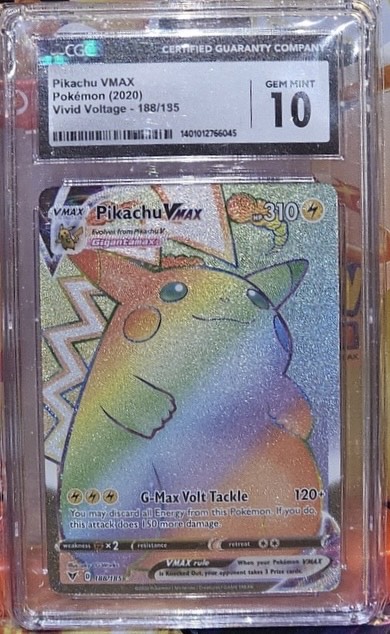 CGC
CERTIFIED GUARANTY COMPANY
Pikachu VMAX
Pokémon (2020)
Vivid Voltage - 188/185
GEM MINT
10
1401012766045
VMAX Pikachu VMAX 310
Evolves from Pikachu V
Gigantamax
G-Max Volt Tackle 120+
You may discard all Energy from this Pokémon. If you do,
this attack does 150 more damage.
weakness ×2 resistance retreat
VMAX rule When your Pokémon VMAX
is Knocked Out, your opponent takes 3 Prize cards.
188/185